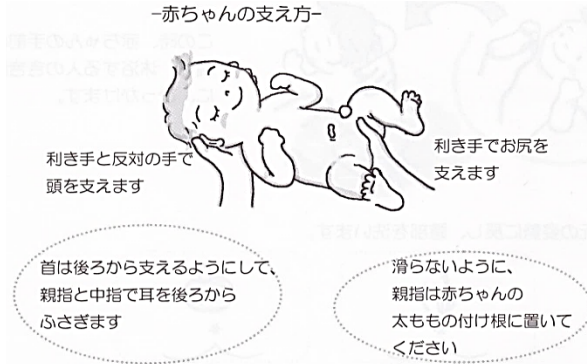 -赤ちゃんの支え方-
利き手と反対の手で
頭を支えます
利き手でお尻を
支えます
首は後ろから支えるようにして、
親指と中指で耳を後ろから
ふさぎます
滑らないように、
親指は赤ちゃんの
太ももの付け根に置いて
ください